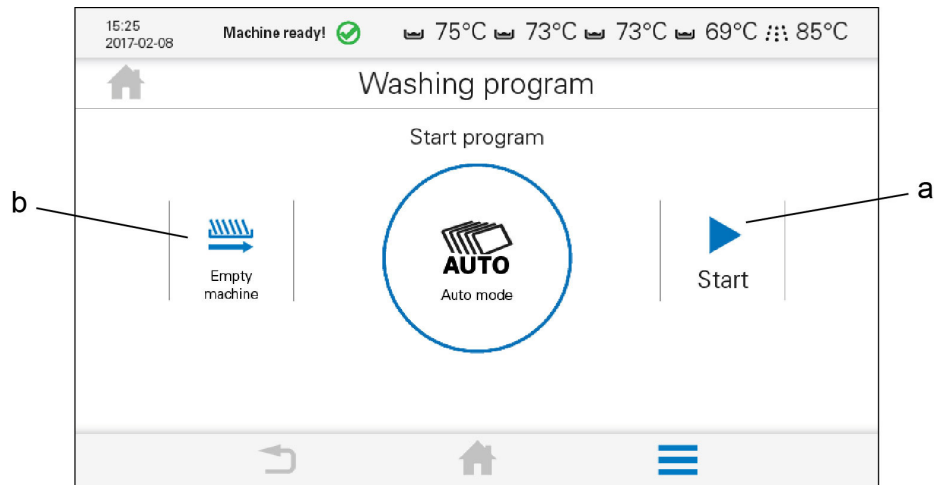 15:25
2017-02-08
Machine ready!
75°C 73°C 73°C 69°C 85°C
Washing program
Start program
b
a
Empty
machine
AUTO
Auto mode
Start